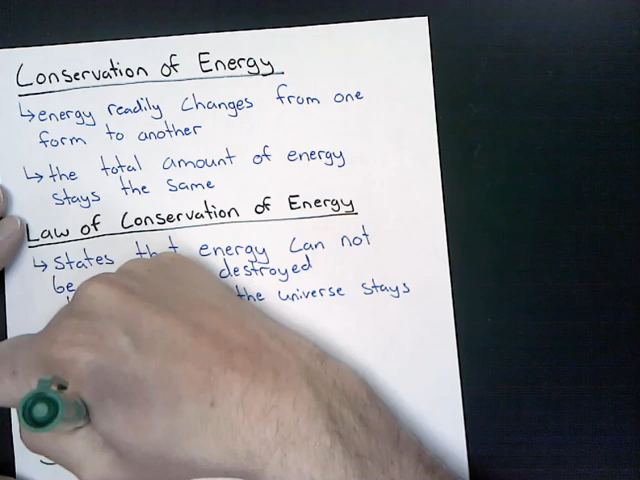 Conservation of Energy
↳energy readily changes from one
form to another
↳the total amount of energy
stays the same
Law of Conservation of Energy
↳States that energy can not
be destroyed
the universe stays